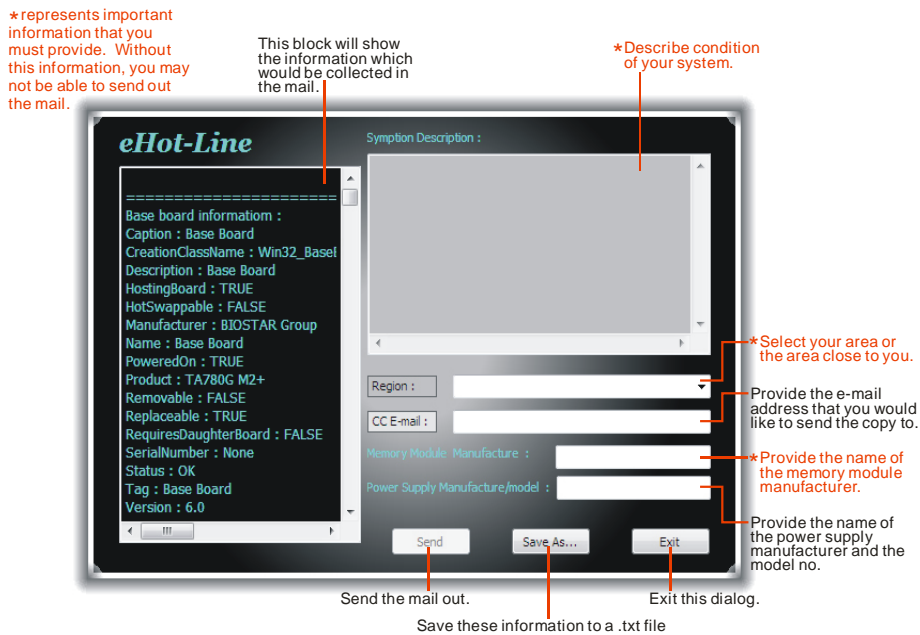 *represents important
information that you
must provide. Without
this information, you may
not be able to send out
the mail.
This block will show
the information which
would be collected in
the mail.
*Describe condition
of your system.
eHot-Line
Symption Description :
=======================
Base board informatiom :
Caption : Base Board
CreationClassName : Win32_BaseB
Description : Base Board
HostingBoard : TRUE
HotSwappable : FALSE
Manufacturer : BIOSTAR Group
Name : Base Board
PoweredOn : TRUE
Product : TA780G M2+
Removable : FALSE
Replaceable : TRUE
RequiresDaughterBoard : FALSE
SerialNumber : None
Status : OK
Tag : Base Board
Version : 6.0
Region :
CC E-mail :
Memory Module Manufacture :
Power Supply Manufacture/model :
*Select your area or
the area close to you.
Provide the e-mail
address that you would
like to send the copy to.
*Provide the name of
the memory module
manufacturer.
Provide the name of
the power supply
manufacturer and the
model no.
Send
Save As...
Exit
Send the mail out.
Exit this dialog.
Save these information to a .txt file